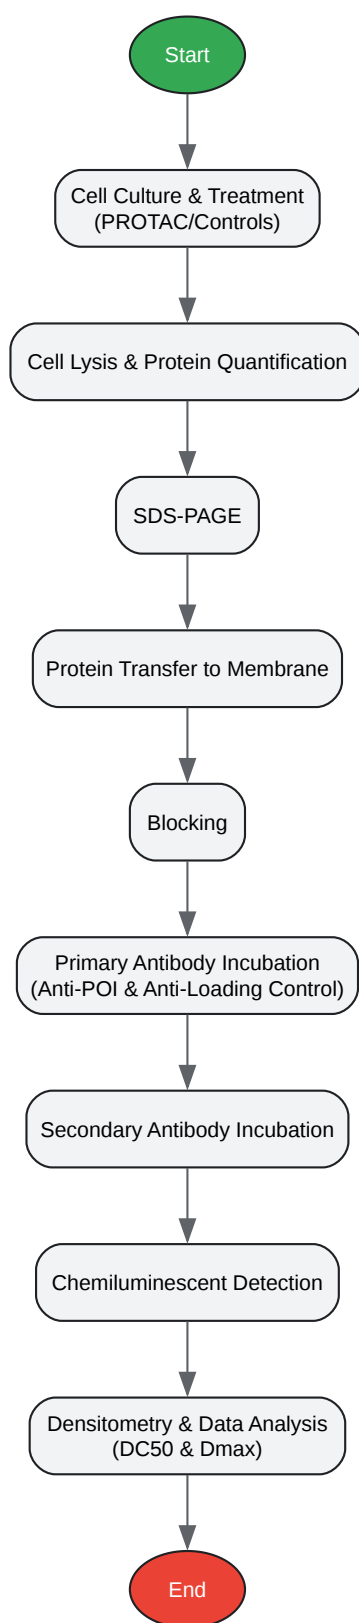 Start
Cell Culture & Treatment
(PROTAC/Controls)
Cell Lysis & Protein Quantification
SDS-PAGE
Protein Transfer to Membrane
Blocking
Primary Antibody Incubation
(Anti-POI & Anti-Loading Control)
Secondary Antibody Incubation
Chemiluminescent Detection
Densitometry & Data Analysis
(DC50 & Dmax)
End